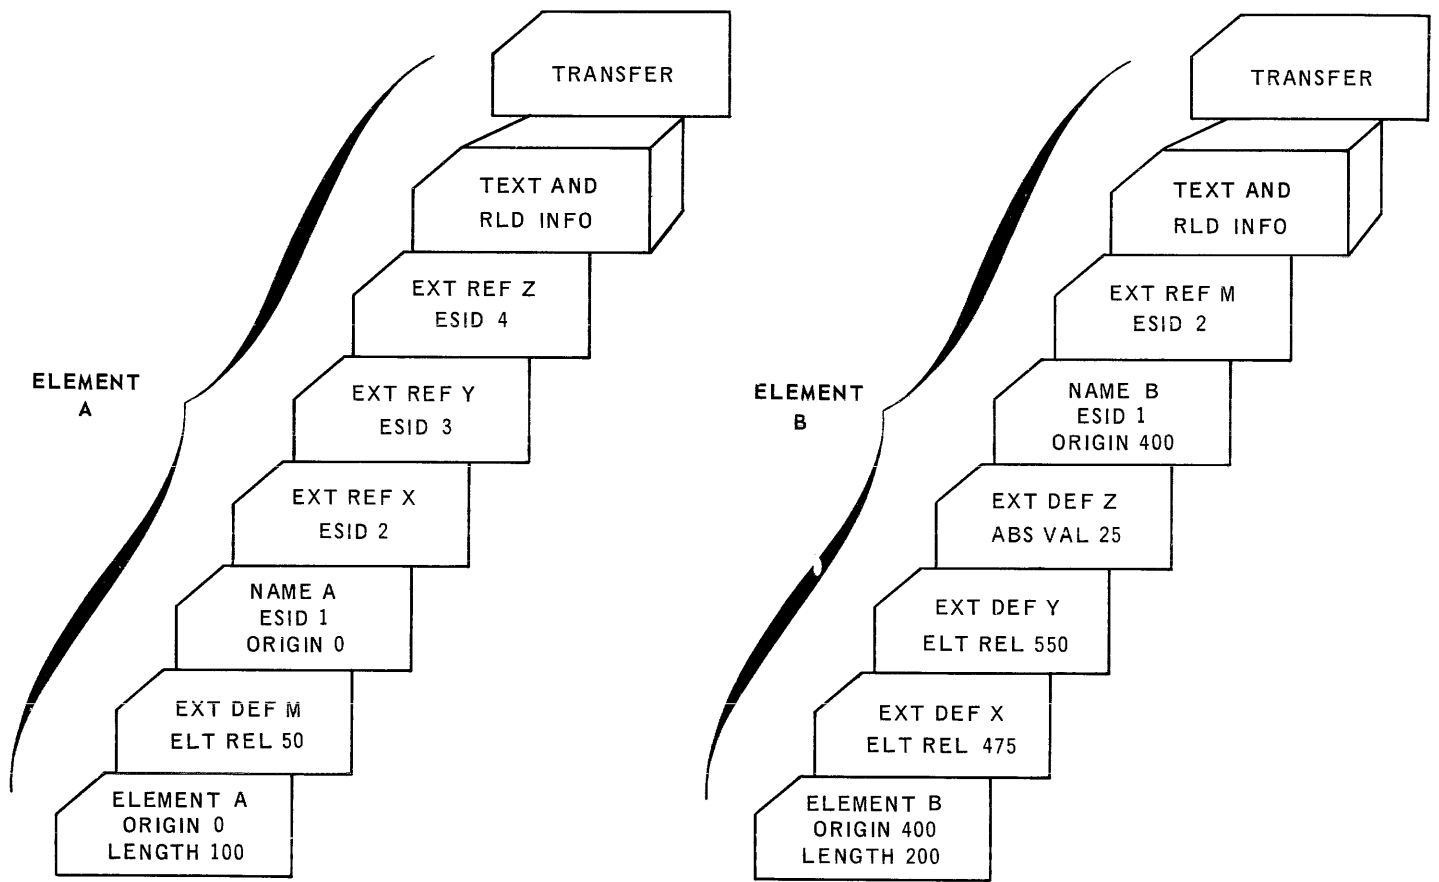 TRANSFER
TEXT AND
RLD INFO
EXT REF Z
ESID 4
EXT REF Y
ESID 3
ELEMENT
A
EXT REF X
ESID 2
NAME A
ESID 1
ORIGIN 0
EXT DEF M
ELT REL 50
ELEMENT A
ORIGIN 0
LENGTH 100
TRANSFER
TEXT AND
RLD INFO
EXT REF M
ESID 2
ELEMENT
B
NAME B
ESID 1
ORIGIN 400
EXT DEF Z
ABS VAL 25
EXT DEF Y
ELT REL 550
EXT DEF X
ELT REL 475
ELEMENT B
ORIGIN 400
LENGTH 200